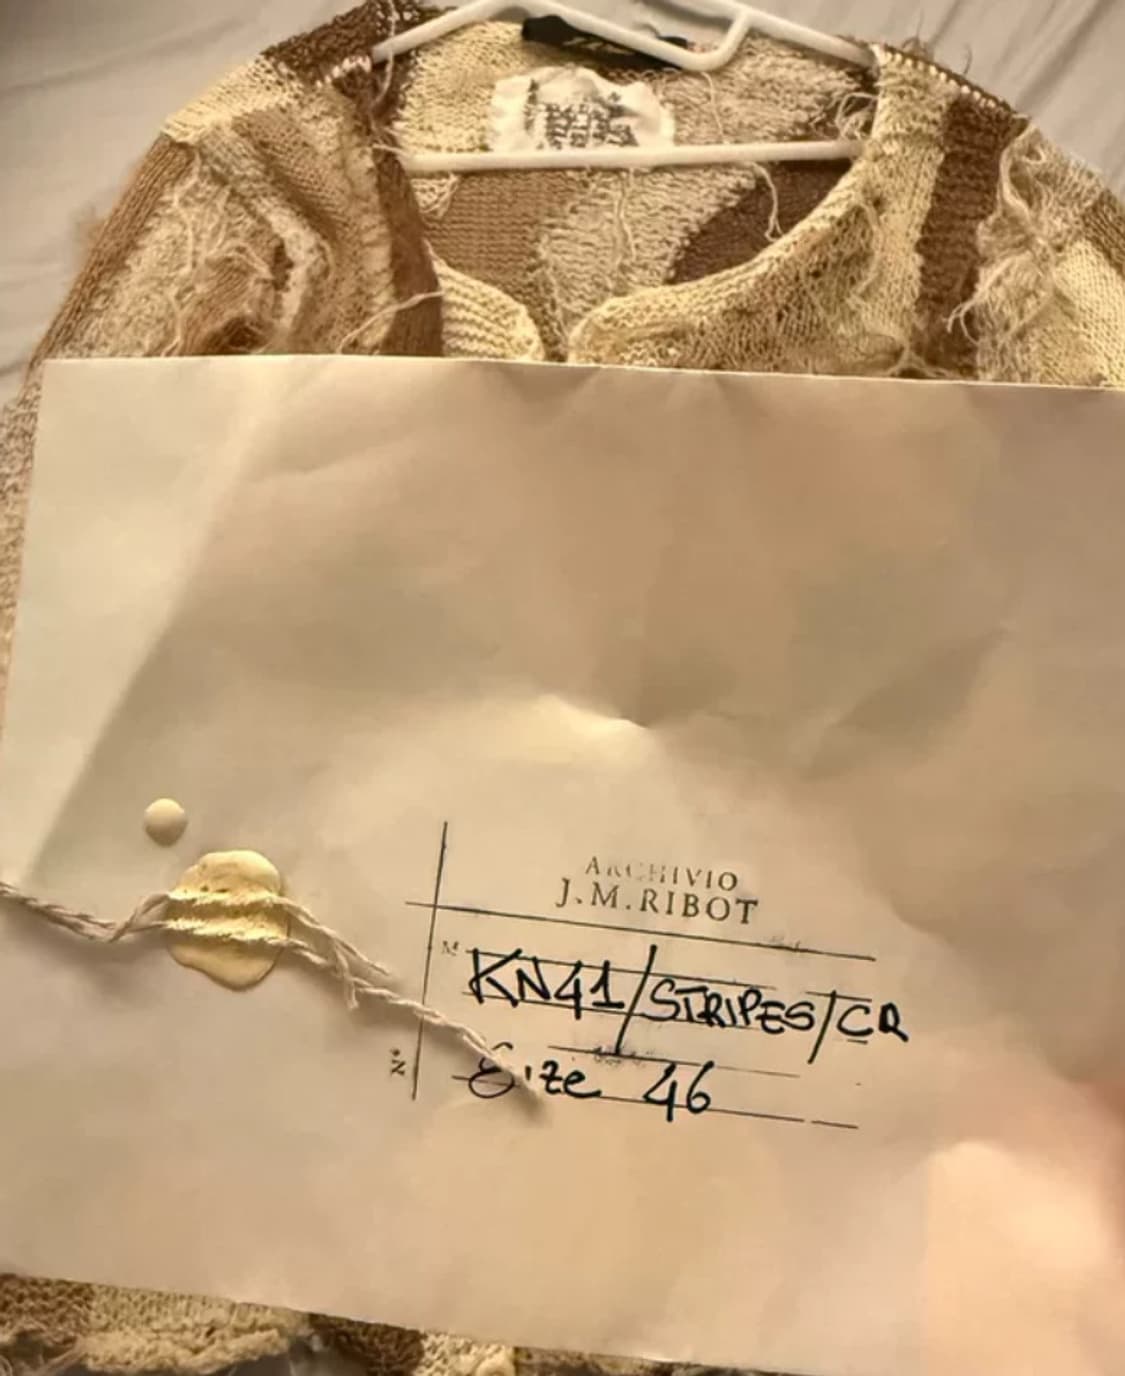 ARCHIVIO
J.M.RIBOT
M
KN41/STRIPES/CR
Size 46
N°